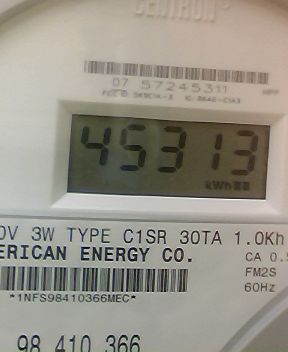 CENTRON®
07 57245311
45313
kWh
0V 3W TYPE C1SR 30TA 1.0Kh
ERICAN ENERGY CO.
CA 0.5
FM2S
60Hz
*1NFS98410366MEC*
98 410 366